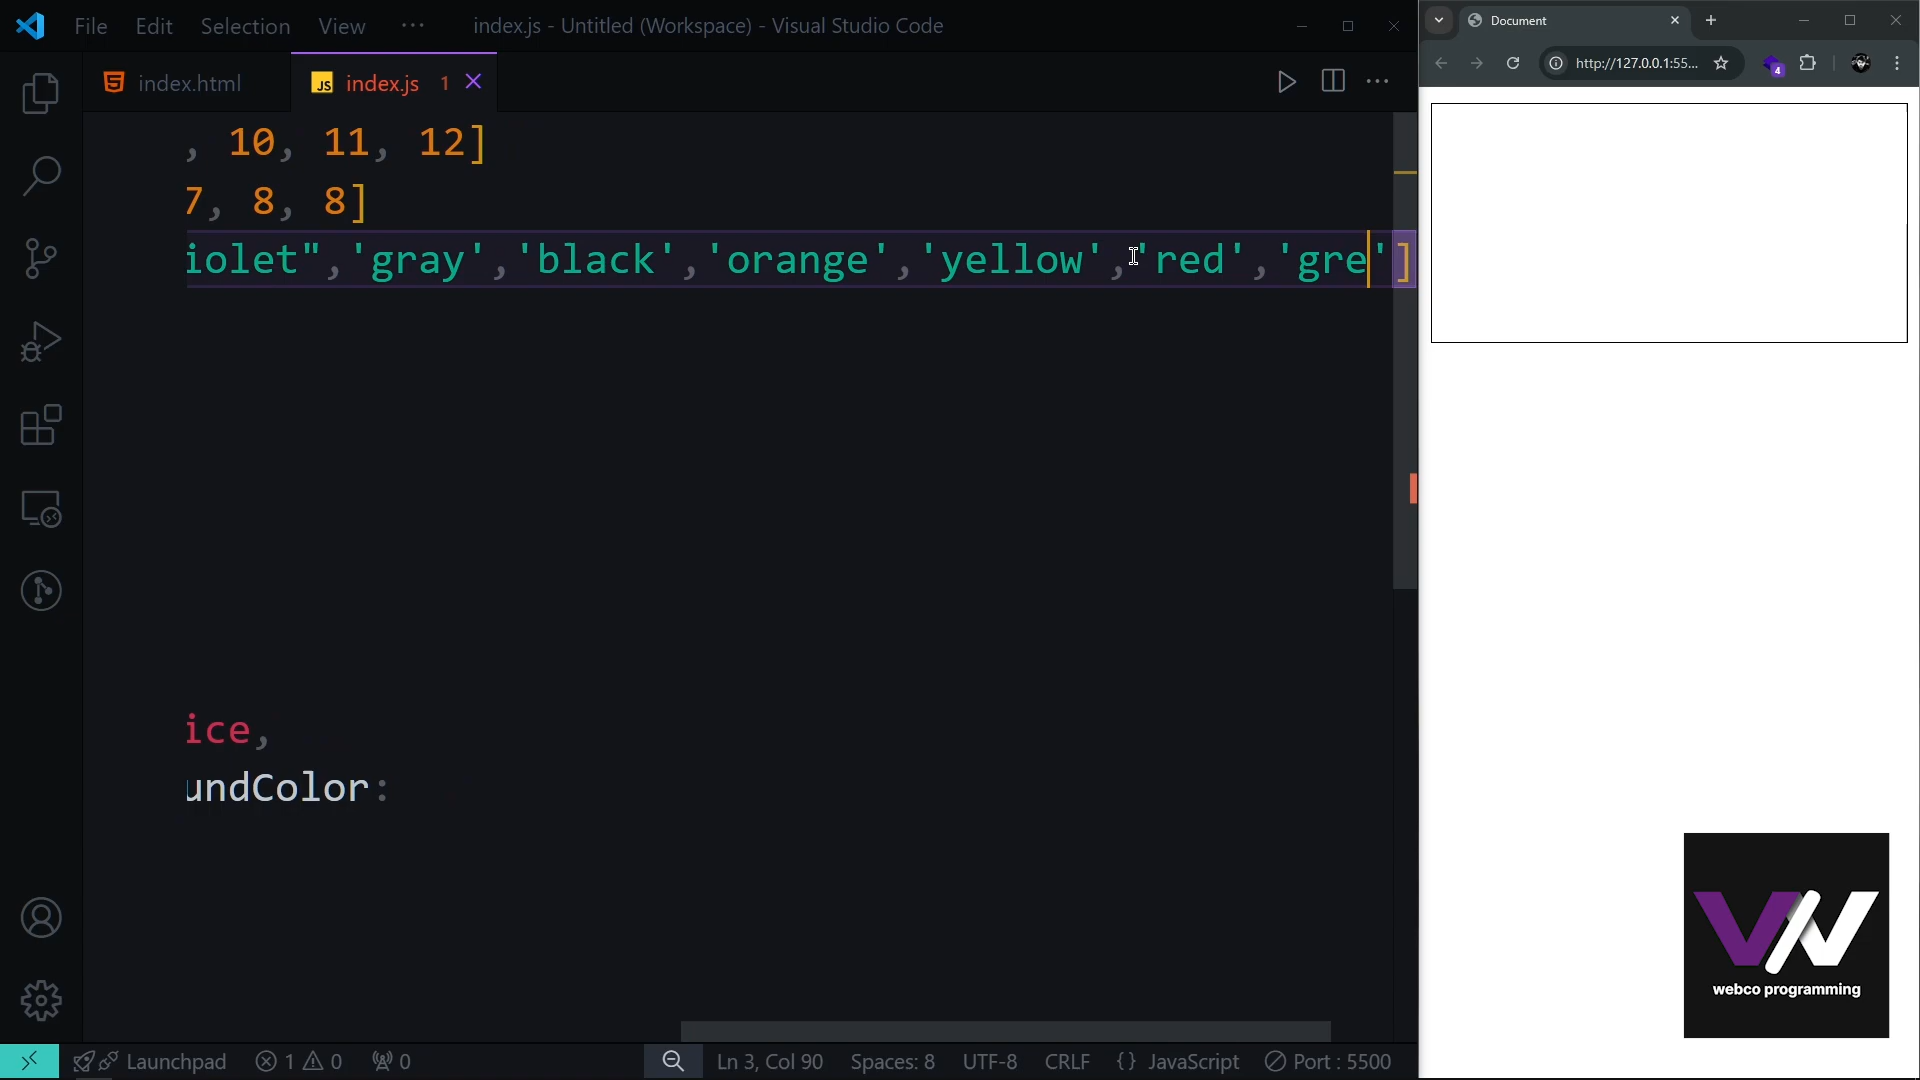 File Edit Selection View ··· index.js - Untitled (Workspace) - Visual Studio Code
Document
index.html
JS index.js 1
http://127.0.0.1:55...
4
, 10, 11, 12]
7, 8, 8]
iolet",'gray','black','orange','yellow','red','gre']
ice,
undColor:
webco programming
Launchpad 1 0 0 Ln 3, Col 90 Spaces: 8 UTF-8 CRLF {} JavaScript Port : 5500